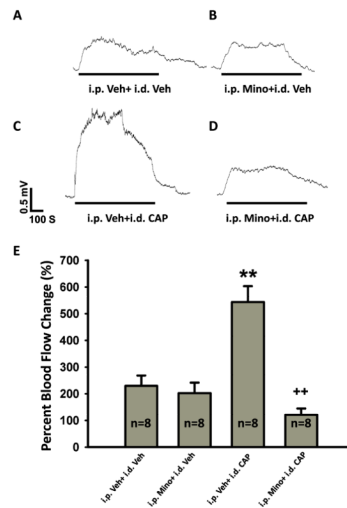 A
B
i.p. Veh+ i.d. Veh
i.p. Mino+i.d. Veh
C
D
0.5 mV
100 S
i.p. Veh+i.d. CAP
i.p. Mino+i.d. CAP
E
Percent Blood Flow Change (%)
700
600
500
400
300
200
100
0
**
++
n=8
n=8
n=8
n=8
i.p. Veh+ i.d. Veh
i.p. Mino+ i.d. Veh
i.p. Veh+ i.d. CAP
i.p. Mino+ i.d. CAP